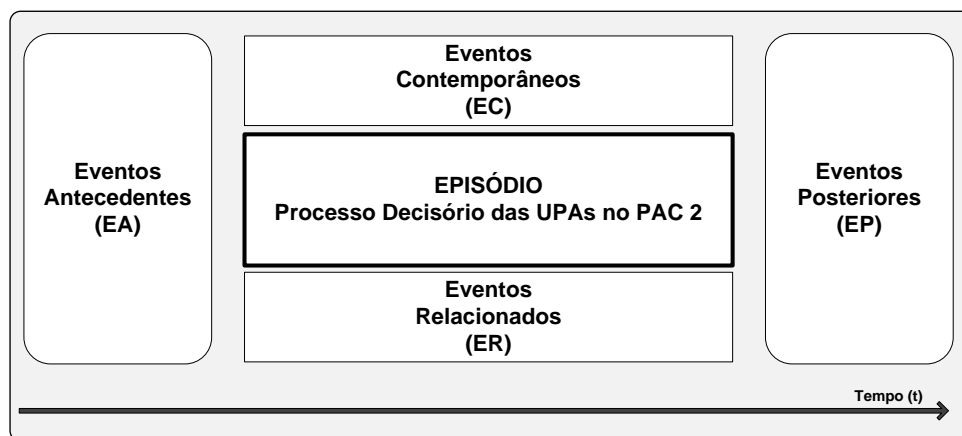 Eventos
Antecedentes
(EA)
Eventos
Contemporâneos
(EC)
EPISÓDIO
Processo Decisório das UPAs no PAC 2
Eventos
Relacionados
(ER)
Eventos
Posteriores
(EP)
Tempo (t)